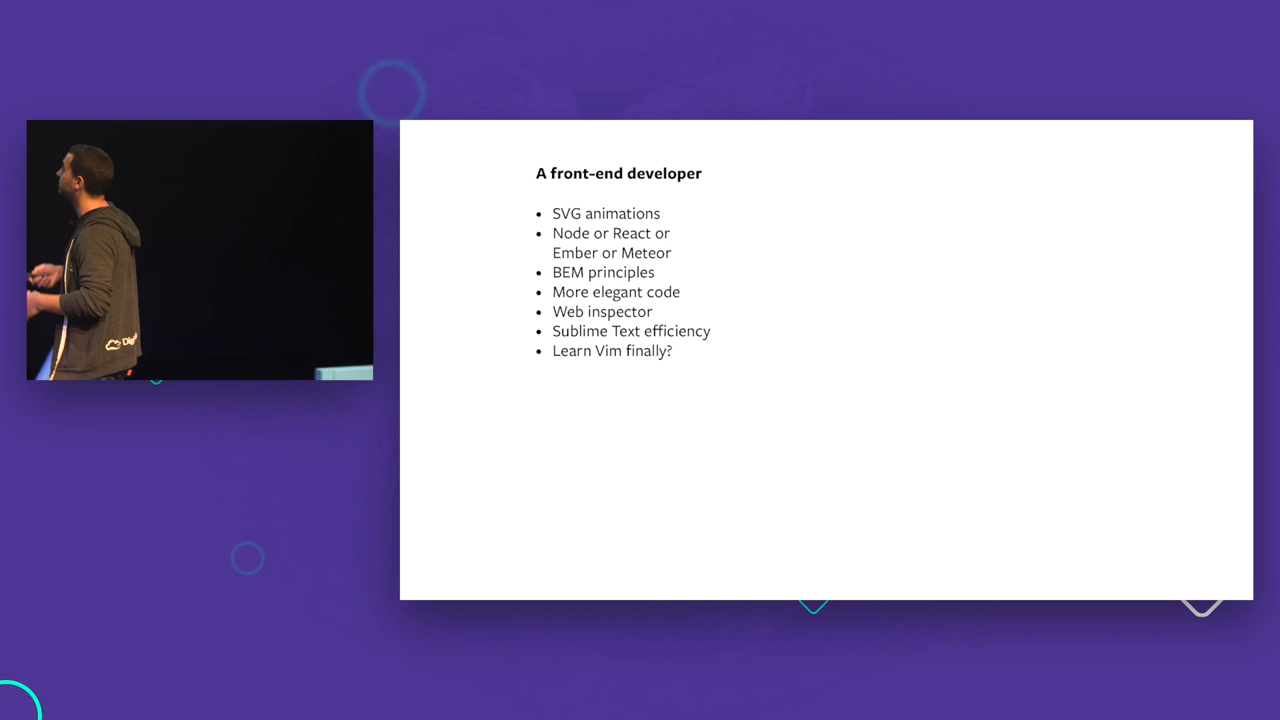 A front-end developer
• SVG animations
• Node or React or
Ember or Meteor
• BEM principles
• More elegant code
• Web inspector
• Sublime Text efficiency
• Learn Vim finally?